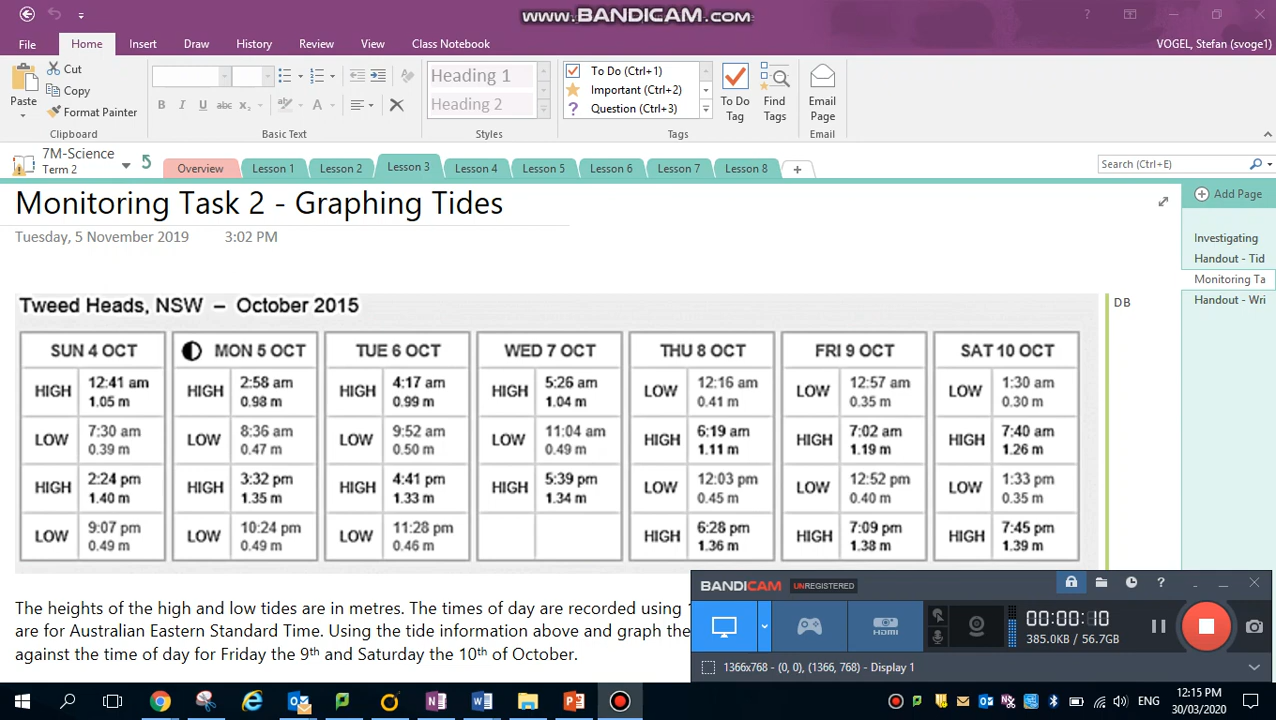 www.BANDICAM.com
File Home Insert Draw History Review View Class Notebook VOGEL, Stefan (svoge1)
Paste Cut Copy Format Painter Clipboard
B I U abc Basic Text
Heading 1
Heading 2
Styles
To Do (Ctrl+1)
Important (Ctrl+2)
Question (Ctrl+3)
Tags
To Do Tag
Find Tags
Email Page
Email
7M-Science
Term 2
Overview Lesson 1 Lesson 2 Lesson 3 Lesson 4 Lesson 5 Lesson 6 Lesson 7 Lesson 8 Search (Ctrl+E)
Monitoring Task 2 - Graphing Tides
Tuesday, 5 November 2019 3:02 PM
Add Page
Investigating
Handout - Tid
Monitoring Ta
Handout - Wri
DB
Tweed Heads, NSW – October 2015
SUN 4 OCT MON 5 OCT TUE 6 OCT WED 7 OCT THU 8 OCT FRI 9 OCT SAT 10 OCT
HIGH 12:41 am 1.05 m HIGH 2:58 am 0.98 m HIGH 4:17 am 0.99 m HIGH 5:26 am 1.04 m LOW 12:16 am 0.41 m LOW 12:57 am 0.35 m LOW 1:30 am 0.30 m
LOW 7:30 am 0.39 m LOW 8:36 am 0.47 m LOW 9:52 am 0.50 m LOW 11:04 am 0.49 m HIGH 6:19 am 1.11 m HIGH 7:02 am 1.19 m HIGH 7:40 am 1.26 m
HIGH 2:24 pm 1.40 m HIGH 3:32 pm 1.35 m HIGH 4:41 pm 1.33 m HIGH 5:39 pm 1.34 m LOW 12:03 pm 0.45 m LOW 12:52 pm 0.40 m LOW 1:33 pm 0.35 m
LOW 9:07 pm 0.49 m LOW 10:24 pm 0.49 m LOW 11:28 pm 0.46 m HIGH 6:28 pm 1.36 m HIGH 7:09 pm 1.38 m HIGH 7:45 pm 1.39 m
The heights of the high and low tides are in metres. The times of day are recorded using
are for Australian Eastern Standard Time. Using the tide information above and graph the
against the time of day for Friday the 9th and Saturday the 10th of October.
BANDICAM UNREGISTERED
HDMI
00:00:10
385.0KB / 56.7GB
1366x768 - (0, 0), (1366, 768) - Display 1
ENG
12:15 PM
30/03/2020